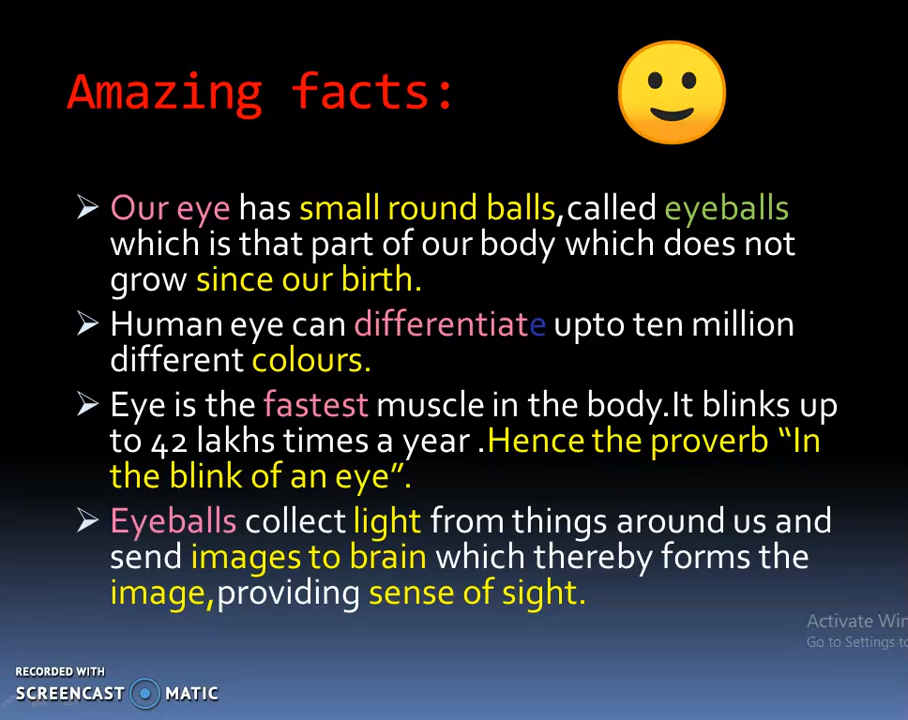 Amazing facts:
Our eye has small round balls,called eyeballs
which is that part of our body which does not
grow since our birth.
Human eye can differentiate upto ten million
different colours.
Eye is the fastest muscle in the body.It blinks up
to 42 lakhs times a year .Hence the proverb “In
the blink of an eye”.
Eyeballs collect light from things around us and
send images to brain which thereby forms the
image,providing sense of sight.
Activate Win
Go to Settings to
RECORDED WITH
SCREENCAST MATIC